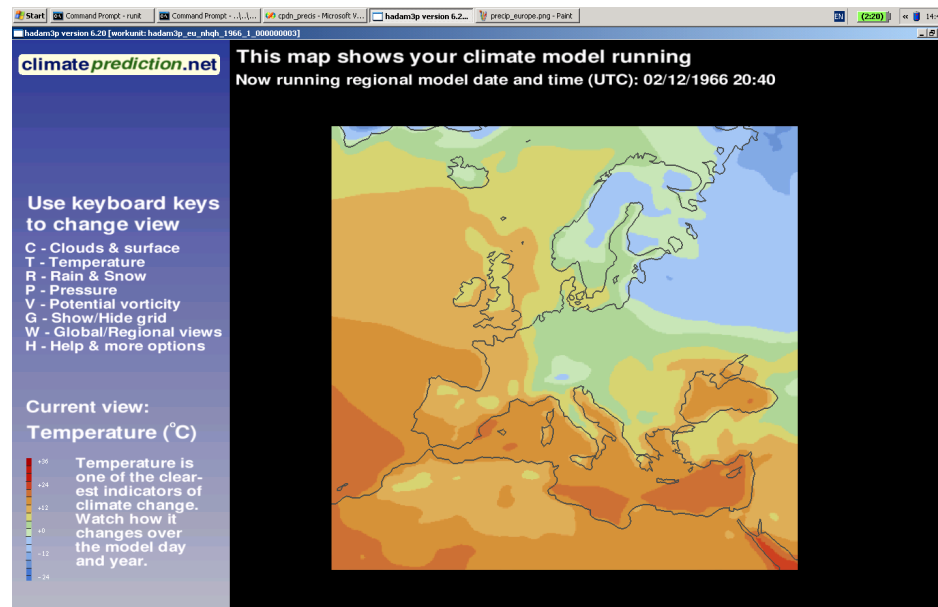 Start
Command Prompt - runit
Command Prompt - ..\..\...
cpdn_precis - Microsoft V...
hadam3p version 6.2...
precip_europe.png - Paint
EN
(2:20)
«
hadam3p version 6.20 [workunit: hadam3p_eu_nhqh_1966_1_000000003]
climateprediction.net
This map shows your climate model running
Now running regional model date and time (UTC): 02/12/1966 20:40
Use keyboard keys
to change view
C - Clouds & surface
T - Temperature
R - Rain & Snow
P - Pressure
V - Potential vorticity
G - Show/Hide grid
W - Global/Regional views
H - Help & more options
Current view:
Temperature (°C)
+36
+24
+12
+0
-12
-24
Temperature is
one of the clear-
est indicators of
climate change.
Watch how it
changes over
the model day
and year.